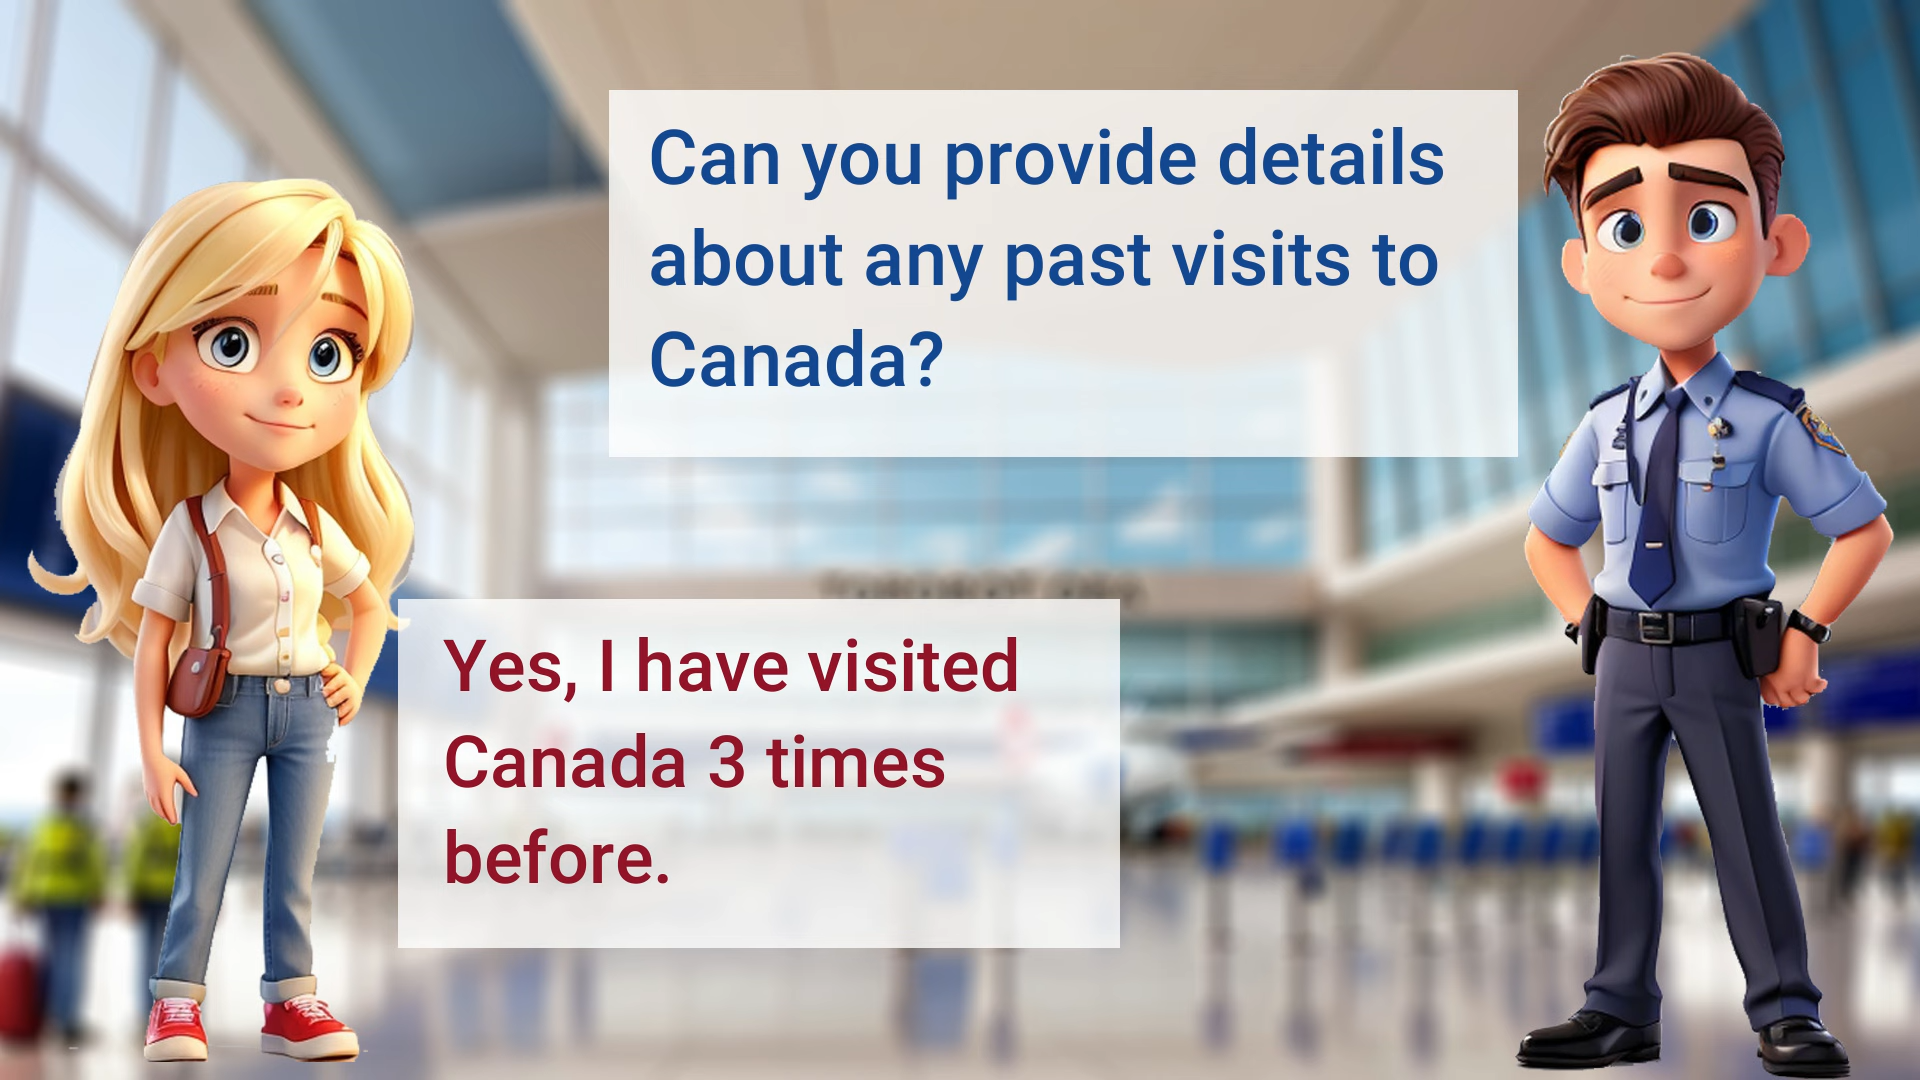 Can you provide details
about any past visits to
Canada?
Yes, I have visited
Canada 3 times
before.